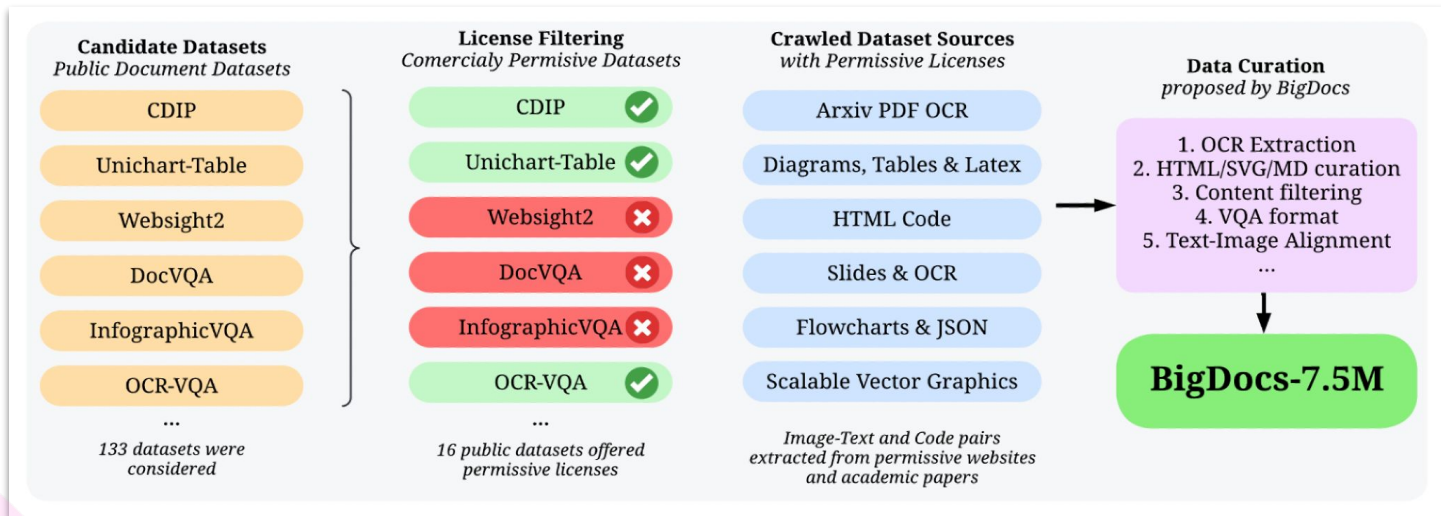 Candidate Datasets
Public Document Datasets
CDIP
Unichart-Table
Websight2
DocVQA
InfographicVQA
OCR-VQA
...
133 datasets were
considered
License Filtering
Comercialy Permisive Datasets
CDIP
Unichart-Table
Websight2
DocVQA
InfographicVQA
OCR-VQA
...
16 public datasets offered
permissive licenses
Crawled Dataset Sources
with Permissive Licenses
Arxiv PDF OCR
Diagrams, Tables & Latex
HTML Code
Slides & OCR
Flowcharts & JSON
Scalable Vector Graphics
Image-Text and Code pairs
extracted from permissive websites
and academic papers
Data Curation
proposed by BigDocs
1. OCR Extraction
2. HTML/SVG/MD curation
3. Content filtering
4. VQA format
5. Text-Image Alignment
...
BigDocs-7.5M